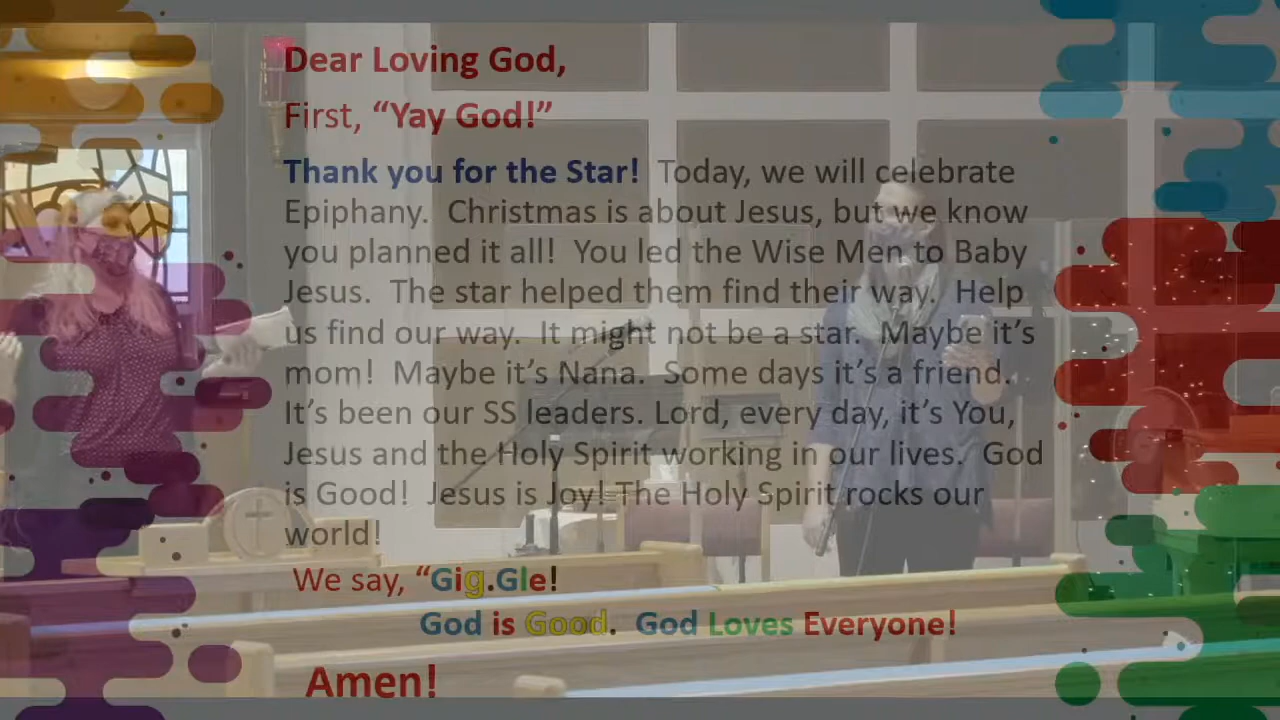 Dear Loving God,
First, “Yay God!”
Thank you for the Star! Today, we will celebrate
Epiphany. Christmas is about Jesus, but we know
you planned it all! You led the Wise Men to Baby
Jesus. The star helped them find their way. Help
us find our way. It might not be a star. Maybe it’s
mom! Maybe it’s Nana. Some days it’s a friend.
It’s been our SS leaders. Lord, every day, it’s You,
Jesus and the Holy Spirit working in our lives. God
is Good! Jesus is Joy! The Holy Spirit rocks our
world!
We say, “Gig.Gle!
God is Good. God Loves Everyone!
Amen!